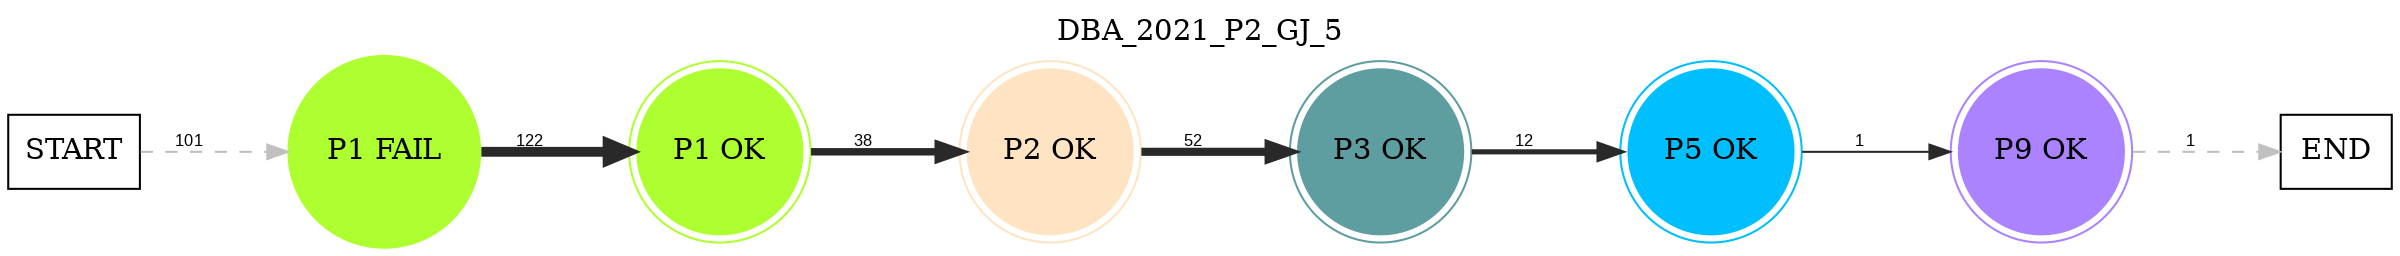 DBA_2021_P2_GJ_5
START
101
P1 FAIL
122
P1 OK
38
P2 OK
52
P3 OK
12
P5 OK
1
P9 OK
1
END